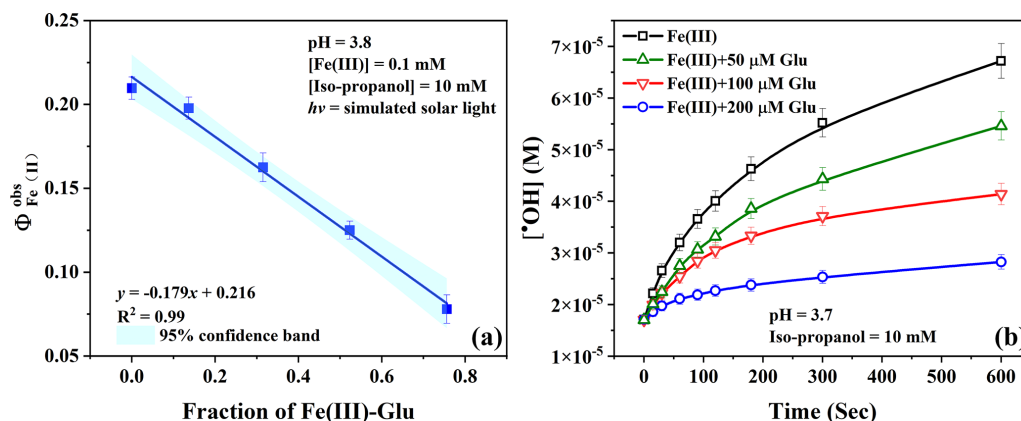 0.25
0.20
0.15
0.10
0.05
Φ obs Fe (II)
pH = 3.8
[Fe(III)] = 0.1 mM
[Iso-propanol] = 10 mM
hν = simulated solar light
y = -0.179x + 0.216
R² = 0.99
95% confidence band
(a)
0.0 0.2 0.4 0.6 0.8
Fraction of Fe(III)-Glu
7×10⁻⁵
6×10⁻⁵
5×10⁻⁵
4×10⁻⁵
3×10⁻⁵
2×10⁻⁵
1×10⁻⁵
[•OH] (M)
Fe(III)
Fe(III)+50 μM Glu
Fe(III)+100 μM Glu
Fe(III)+200 μM Glu
pH = 3.7
Iso-propanol = 10 mM
(b)
0 100 200 300 400 500 600
Time (Sec)